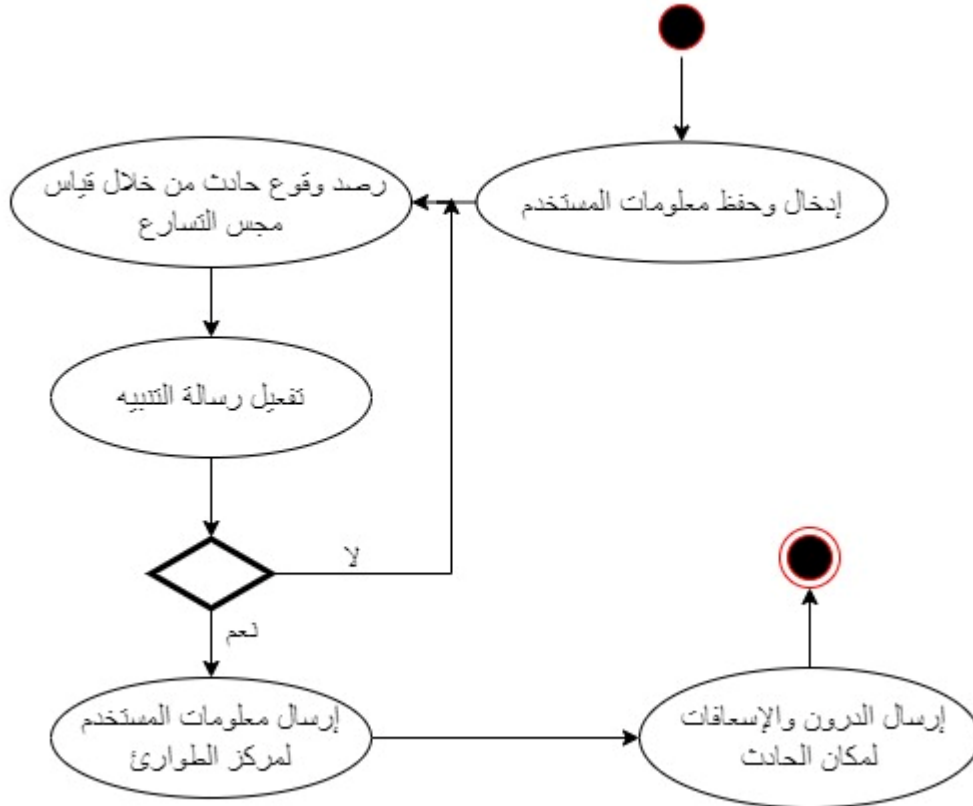 إدخال وحفظ معلومات المستخدم
رصد وقوع حادث من خلال قياس
مجس التسارع
تفعيل رسالة التنبيه
لا
نعم
إرسال معلومات المستخدم
لمركز الطوارئ
إرسال الدرون والإسعافات
لمكان الحادث